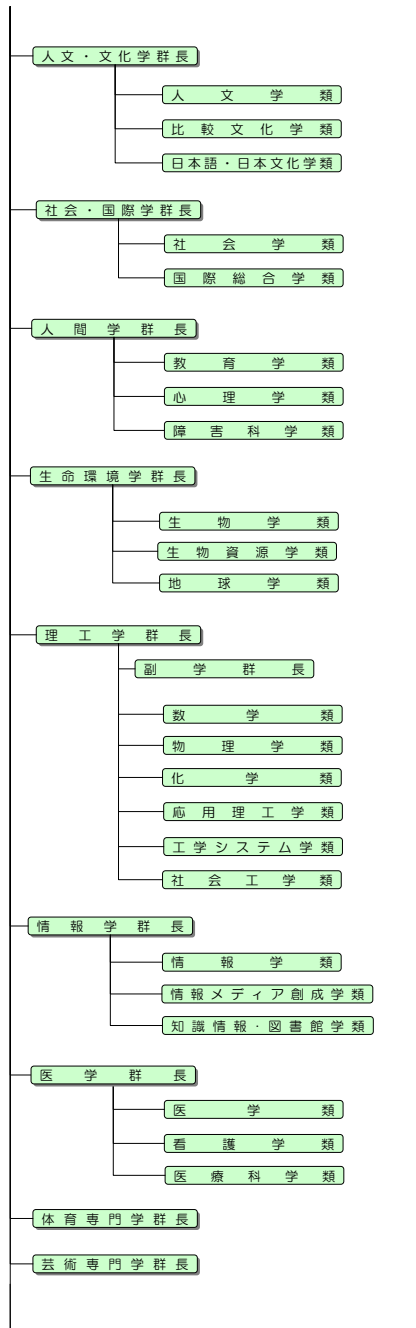 人文・文化学群長
人文学類
比較文化学類
日本語・日本文化学類
社会・国際学群長
社会学類
国際総合学類
人間学群長
教育学類
心理学類
障害科学類
生命環境学群長
生物学類
生物資源学類
地球学類
理工学群長
副学群長
数学類
物理学類
化学類
応用理工学類
工学システム学類
社会工学類
情報学群長
情報学類
情報メディア創成学類
知識情報・図書館学類
医学群長
医学類
看護学類
医療科学類
体育専門学群長
芸術専門学群長